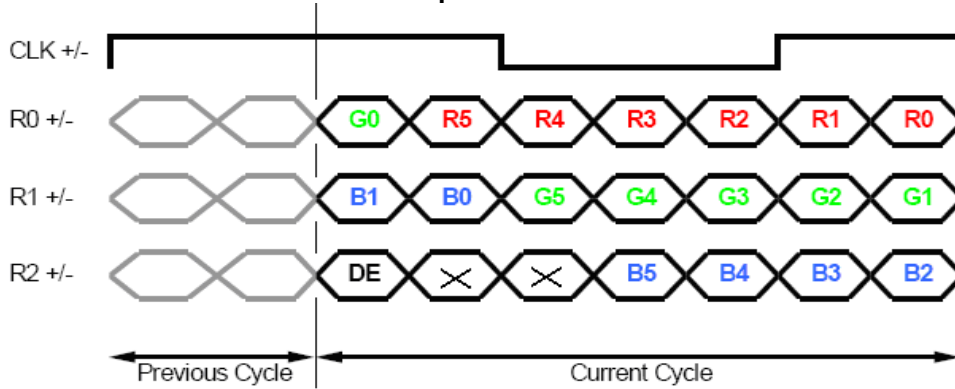 CLK +/-
R0 +/- G0 R5 R4 R3 R2 R1 R0
R1 +/- B1 B0 G5 G4 G3 G2 G1
R2 +/- DE B5 B4 B3 B2
Previous Cycle Current Cycle